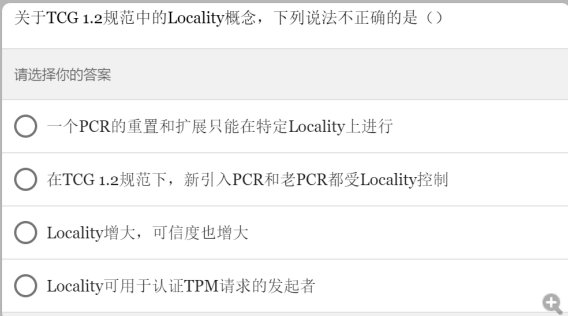 关于TCG 1.2规范中的Locality概念，下列说法不正确的是（）
请选择你的答案
一个PCR的重置和扩展只能在特定Locality上进行
在TCG 1.2规范下，新引入PCR和老PCR都受Locality控制
Locality增大，可信度也增大
Locality可用于认证TPM请求的发起者